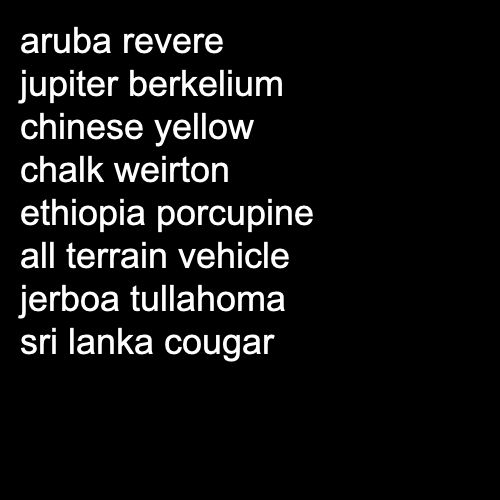 aruba revere
jupiter berkelium
chinese yellow
chalk weirton
ethiopia porcupine
all terrain vehicle
jerboa tullahoma
sri lanka cougar